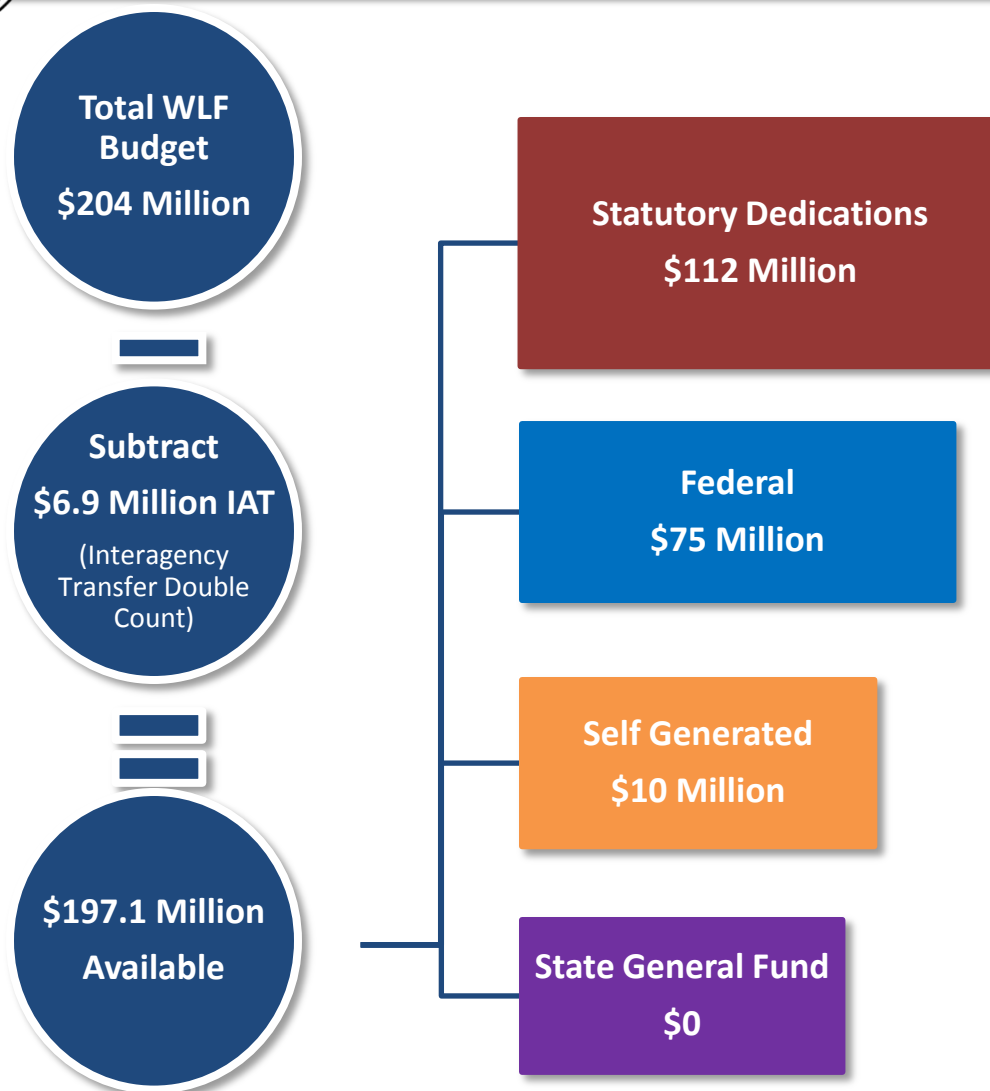 Total WLF
Budget
$204 Million
Subtract
$6.9 Million IAT
(Interagency
Transfer Double
Count)
$197.1 Million
Available
Statutory Dedications
$112 Million
Federal
$75 Million
Self Generated
$10 Million
State General Fund
$0